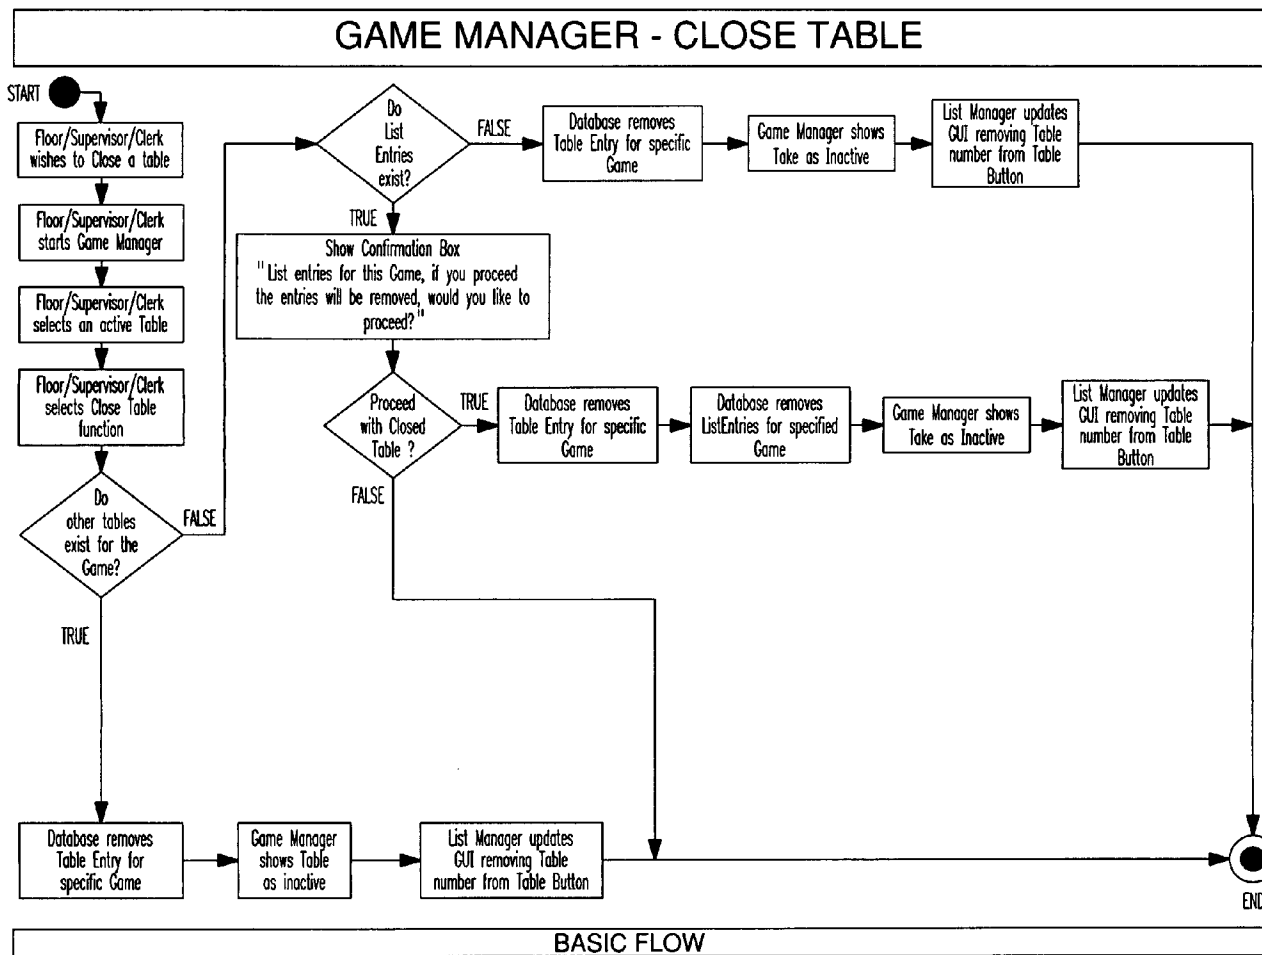 GAME MANAGER - CLOSE TABLE
START
Floor/Supervisor/Clerk
wishes to Close a table
Floor/Supervisor/Clerk
starts Game Manager
Floor/Supervisor/Clerk
selects an active Table
Floor/Supervisor/Clerk
selects Close Table
function
Do
other tables
exist for the
Game?
FALSE
TRUE
Do
List
Entries
exist?
FALSE
TRUE
Database removes
Table Entry for specific
Game
Game Manager shows
Take as Inactive
List Manager updates
GUI removing Table
number from Table
Button
Show Confirmation Box
"List entries for this Game, if you proceed
the entries will be removed, would you like to
proceed?"
Proceed
with Closed
Table ?
TRUE
FALSE
Database removes
Table Entry for specific
Game
Database removes
ListEntries for specified
Game
Game Manager shows
Take as Inactive
List Manager updates
GUI removing Table
number from Table
Button
Database removes
Table Entry for
specific Game
Game Manager
shows Table
as inactive
List Manager updates
GUI removing Table
number from Table Button
END
BASIC FLOW